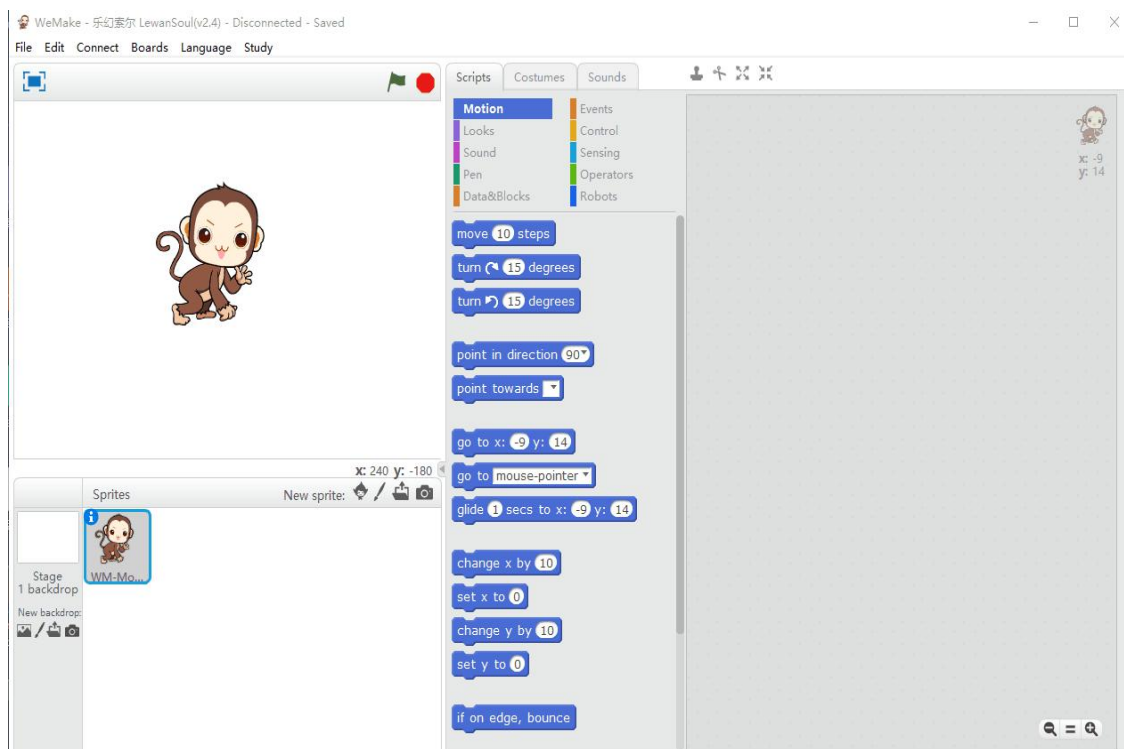 WeMake - 乐幻索尔 LewanSoul(v2.4) - Disconnected - Saved
File Edit Connect Boards Language Study
Scripts Costumes Sounds
Motion Events
Looks Control
Sound Sensing
Pen Operators
Data&Blocks Robots
x: -9
y: 14
move 10 steps
turn 15 degrees
turn 15 degrees
point in direction 90
point towards
go to x: -9 y: 14
go to mouse-pointer
glide 1 secs to x: -9 y: 14
change x by 10
set x to 0
change y by 10
set y to 0
if on edge, bounce
x: 240 y: -180
Sprites New sprite:
WM-Mo...
Stage
1 backdrop
New backdrop: